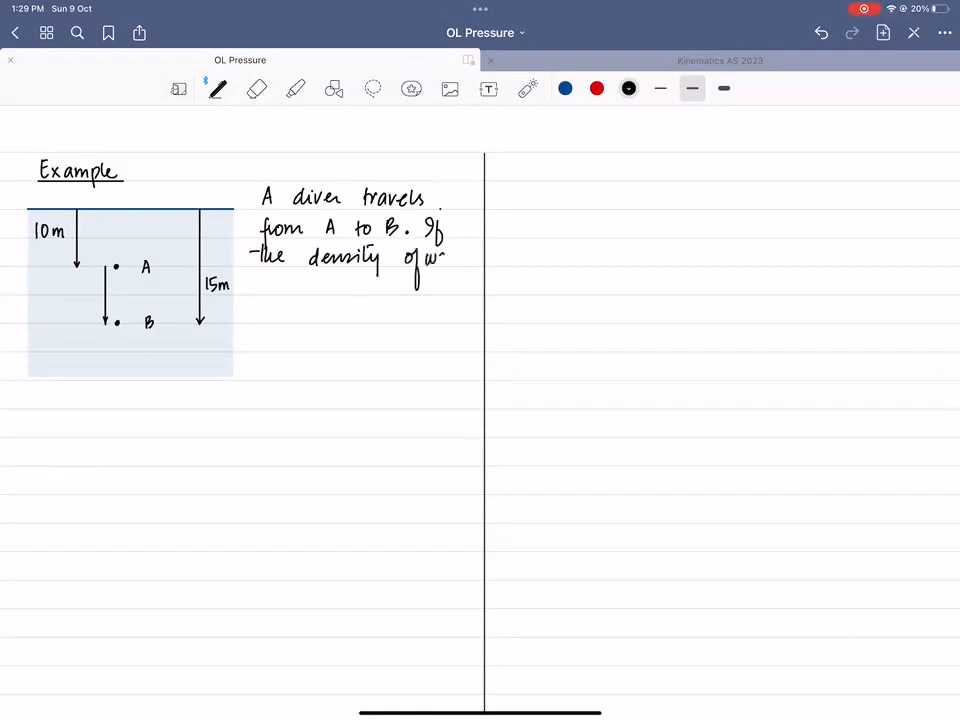 1:29 PM Sun 9 Oct
20%
OL Pressure
OL Pressure
Kinematics AS 2023
Example
A diver travels
from A to B. If
the density of w
10m
A
15m
B